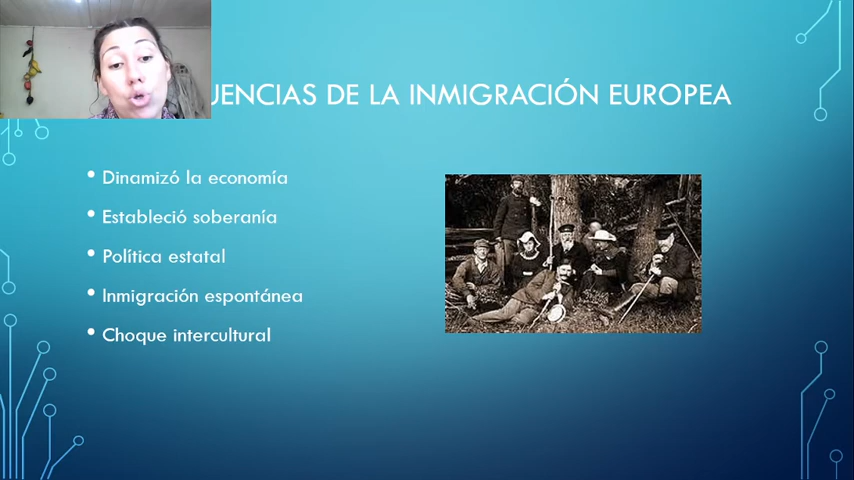 UENCIAS DE LA INMIGRACIÓN EUROPEA
• Dinamizó la economía
• Estableció soberanía
• Política estatal
• Inmigración espontánea
• Choque intercultural